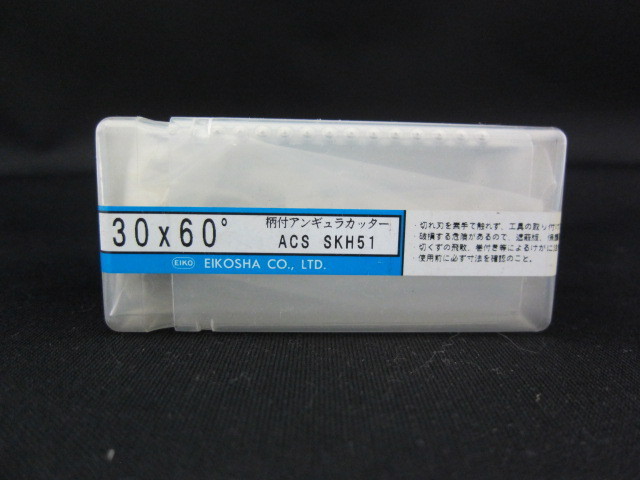 30x60°
柄付アンギュラカッター
ACS SKH51
EIKO EIKOSHA CO., LTD.
・切れ刃を素手で触れず、工具の取り付け
破損する危険があるので、遮蔽板、保護
・切くずの飛散、巻付き等によるけがに
・使用前に必ず寸法を確認のこと。